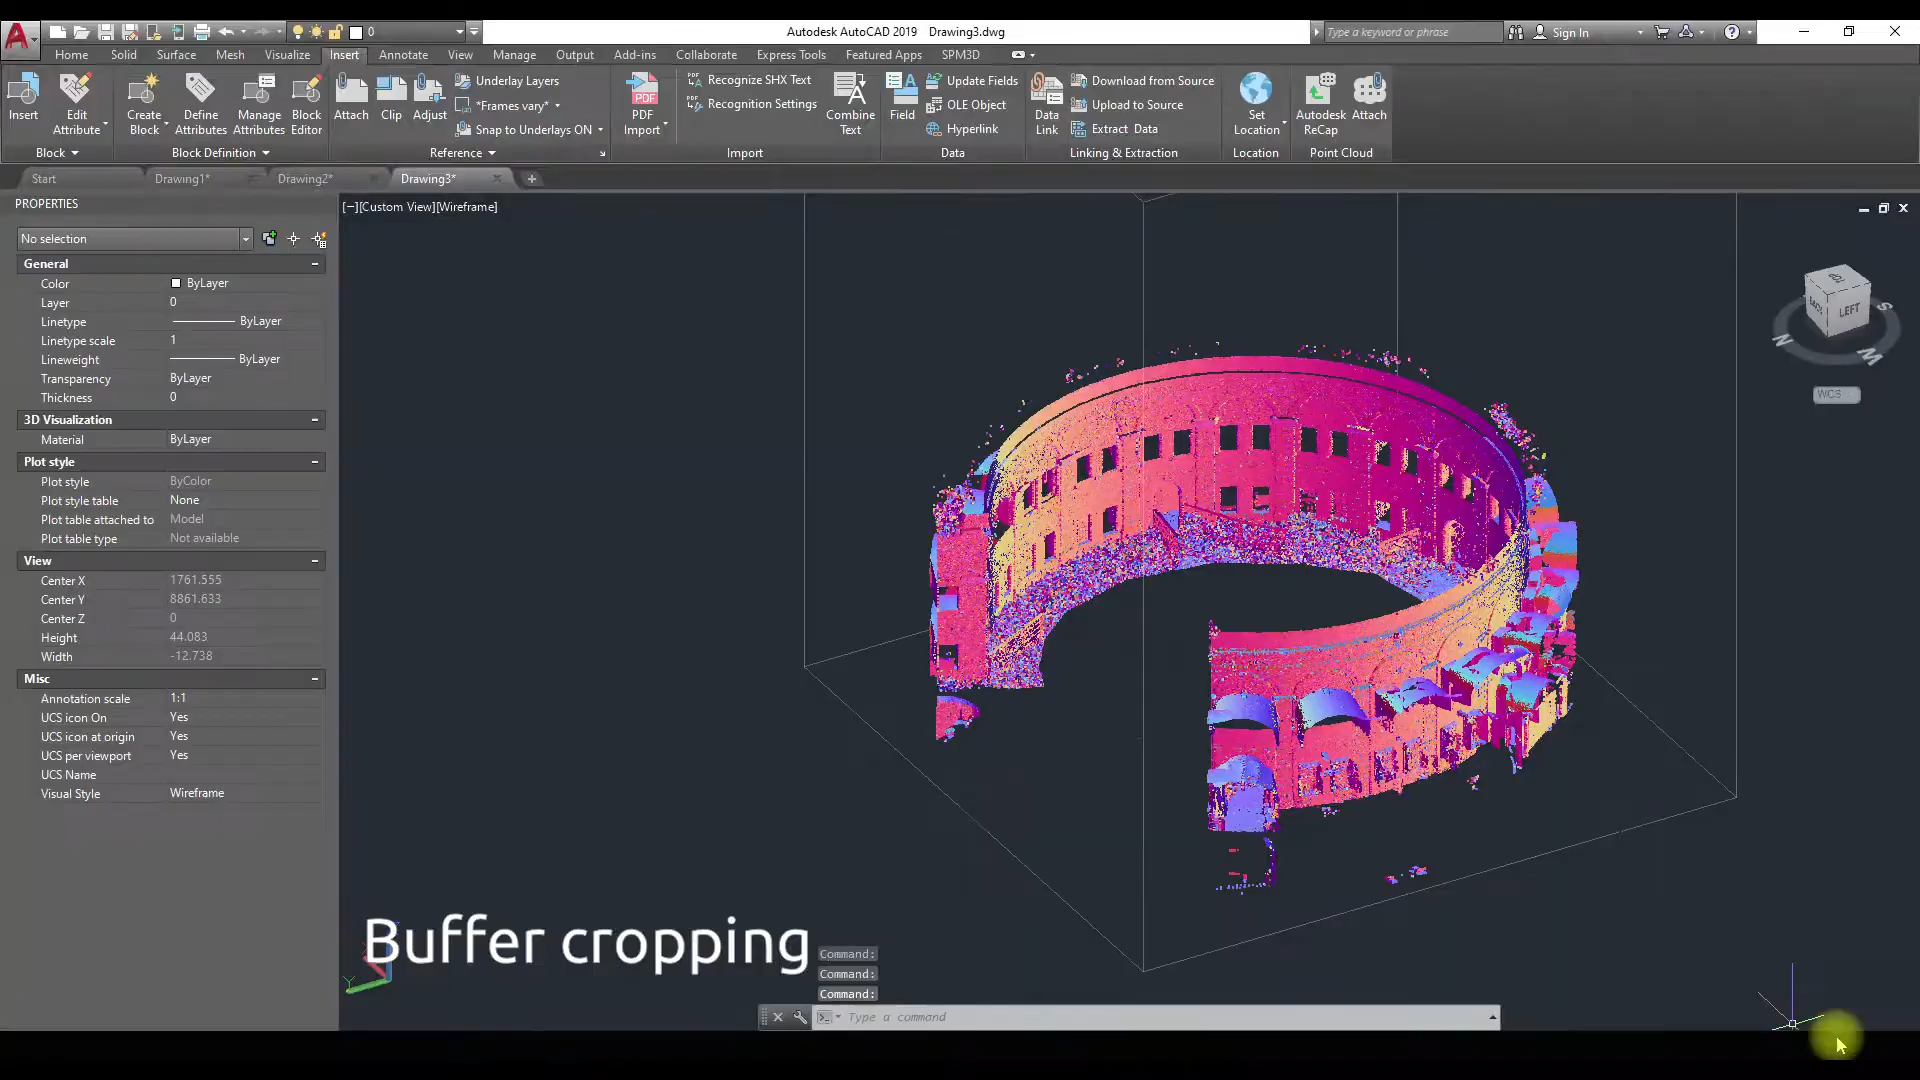 0
Autodesk AutoCAD 2019 Drawing3.dwg
Type a keyword or phrase
Sign In
Home Solid Surface Mesh Visualize Insert Annotate View Manage Output Add-ins Collaborate Express Tools Featured Apps SPM3D
Insert
Edit
Attribute
Create
Block
Define
Attributes
Manage
Attributes
Block
Editor
Attach
Clip
Adjust
Underlay Layers
*Frames vary*
Snap to Underlays ON
PDF
PDF
Import
PDF
Recognize SHX Text
PDF
Recognition Settings
Combine
Text
Field
Update Fields
OLE Object
Hyperlink
Data
Link
Download from Source
Upload to Source
Extract Data
Set
Location
Autodesk
ReCap
Attach
Block
Block Definition
Reference
Import
Data
Linking & Extraction
Location
Point Cloud
Start
Drawing1*
Drawing2*
Drawing3*
PROPERTIES
[−][Custom View][Wireframe]
No selection
General
Color ByLayer
Layer 0
Linetype ByLayer
Linetype scale 1
Lineweight ByLayer
Transparency ByLayer
Thickness 0
3D Visualization
Material ByLayer
Plot style
Plot style ByColor
Plot style table None
Plot table attached to Model
Plot table type Not available
View
Center X 1761.555
Center Y 8861.633
Center Z 0
Height 44.083
Width -12.738
Misc
Annotation scale 1:1
UCS icon On Yes
UCS icon at origin Yes
UCS per viewport Yes
UCS Name
Visual Style Wireframe
TOP
BACK
LEFT
N
S
WCS
Buffer cropping
Y
Command:
Command:
Command:
Type a command